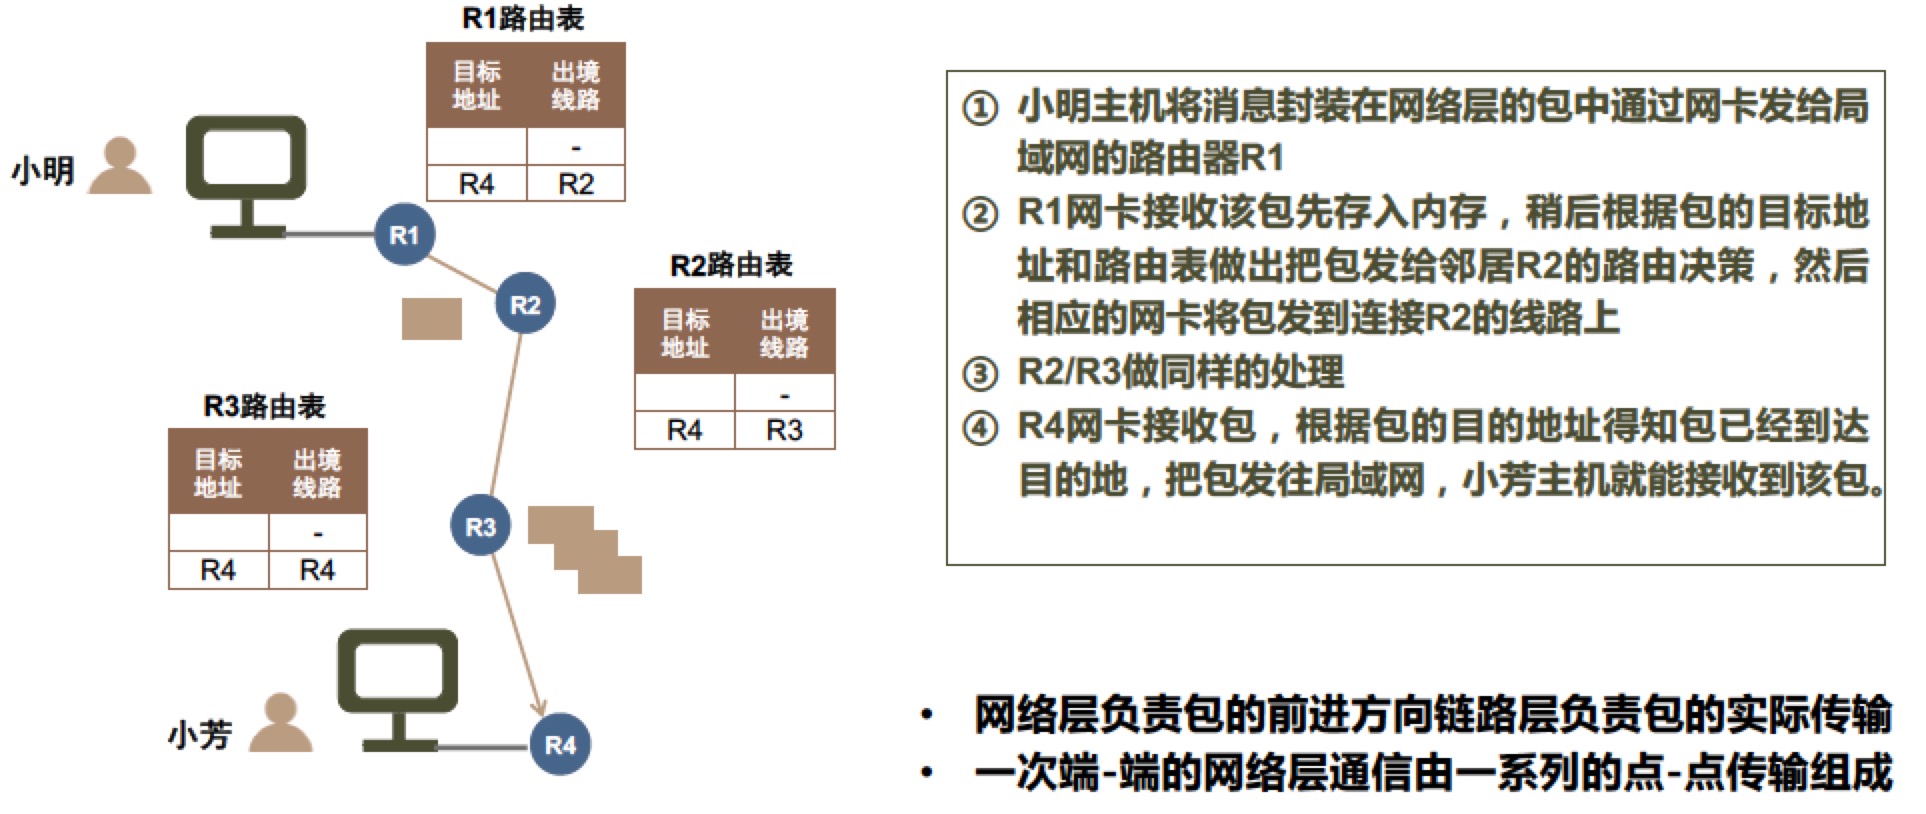 R1路由表
目标 出境
地址 线路
-
R4 R2
小明
R1
R2
R2路由表
目标 出境
地址 线路
-
R4 R3
R3路由表
目标 出境
地址 线路
-
R4 R4
R3
小芳
R4
① 小明主机将消息封装在网络层的包中通过网卡发给局
域网的路由器R1
② R1网卡接收该包先存入内存，稍后根据包的目标地
址和路由表做出把包发给邻居R2的路由决策，然后
相应的网卡将包发到连接R2的线路上
③ R2/R3做同样的处理
④ R4网卡接收包，根据包的目的地址得知包已经到达
目的地，把包发往局域网，小芳主机就能接收到该包。
• 网络层负责包的前进方向链路层负责包的实际传输
• 一次端-端的网络层通信由一系列的点-点传输组成